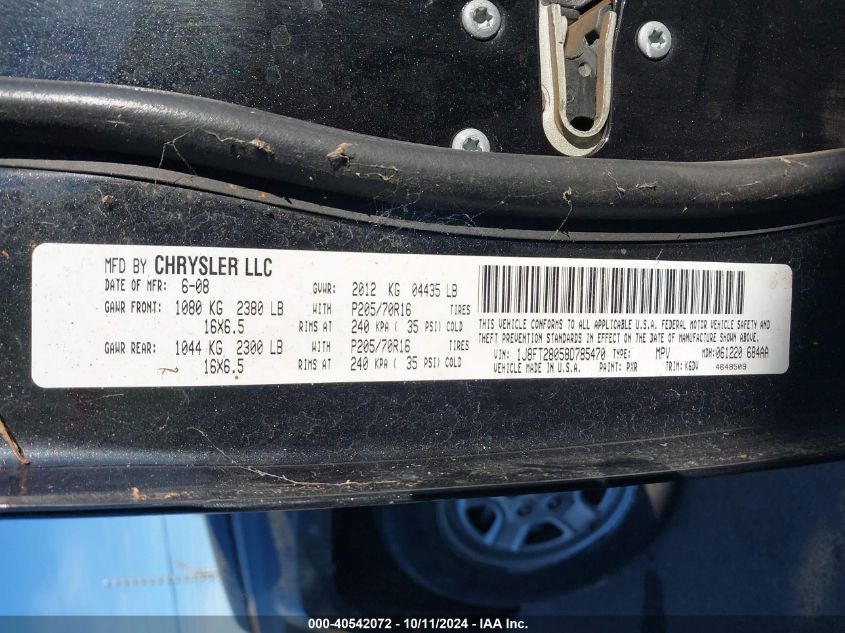 MFD BY CHRYSLER LLC
DATE OF MFR: 6-08 GVWR: 2012 KG 04435 LB
GAWR FRONT: 1080 KG 2380 LB WITH P205/70R16 TIRES
16X6.5 RIMS AT 240 KPA ( 35 PSI) COLD
GAWR REAR: 1044 KG 2300 LB WITH P205/70R16 TIRES
16X6.5 RIMS AT 240 KPA ( 35 PSI) COLD
THIS VEHICLE CONFORMS TO ALL APPLICABLE U.S.A. FEDERAL MOTOR VEHICLE SAFETY AND
THEFT PREVENTION STANDARDS IN EFFECT ON THE DATE OF MANUFACTURE SHOWN ABOVE.
VIN: 1J8FT28058D785470 TYPE: MPV MDH: 061220 684AA
VEHICLE MADE IN U.S.A. PAINT: PXR TRIM: K6DV 4648509
000-40542072 - 10/11/2024 - IAA Inc.